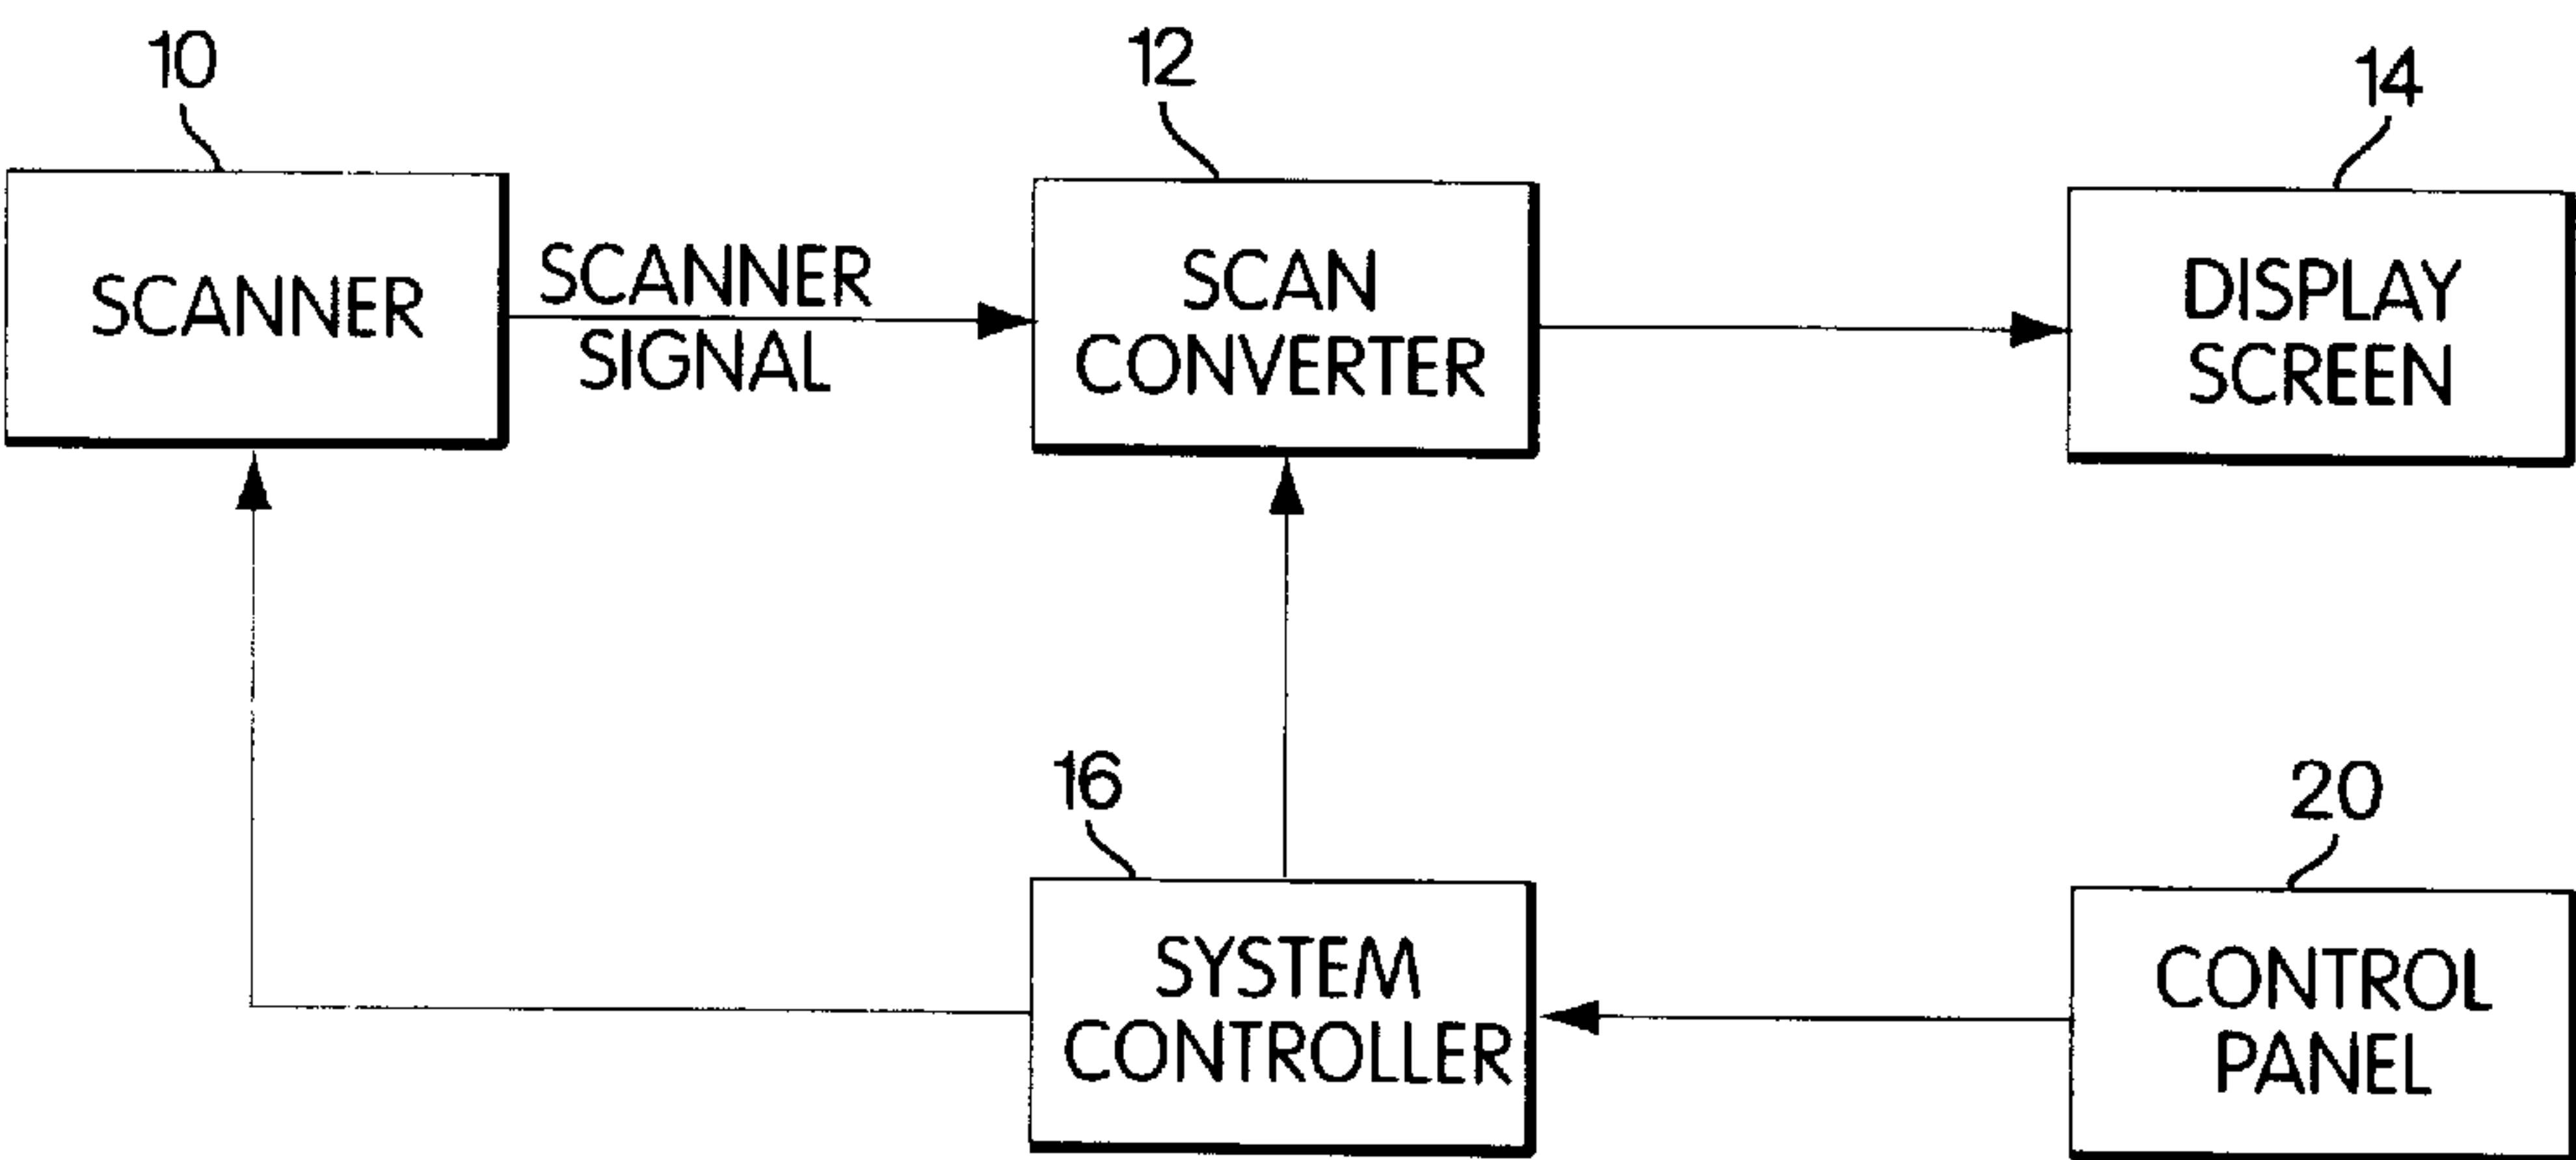 10
12
14
SCANNER
SCANNER
SIGNAL
SCAN
CONVERTER
DISPLAY
SCREEN
16
20
SYSTEM
CONTROLLER
CONTROL
PANEL